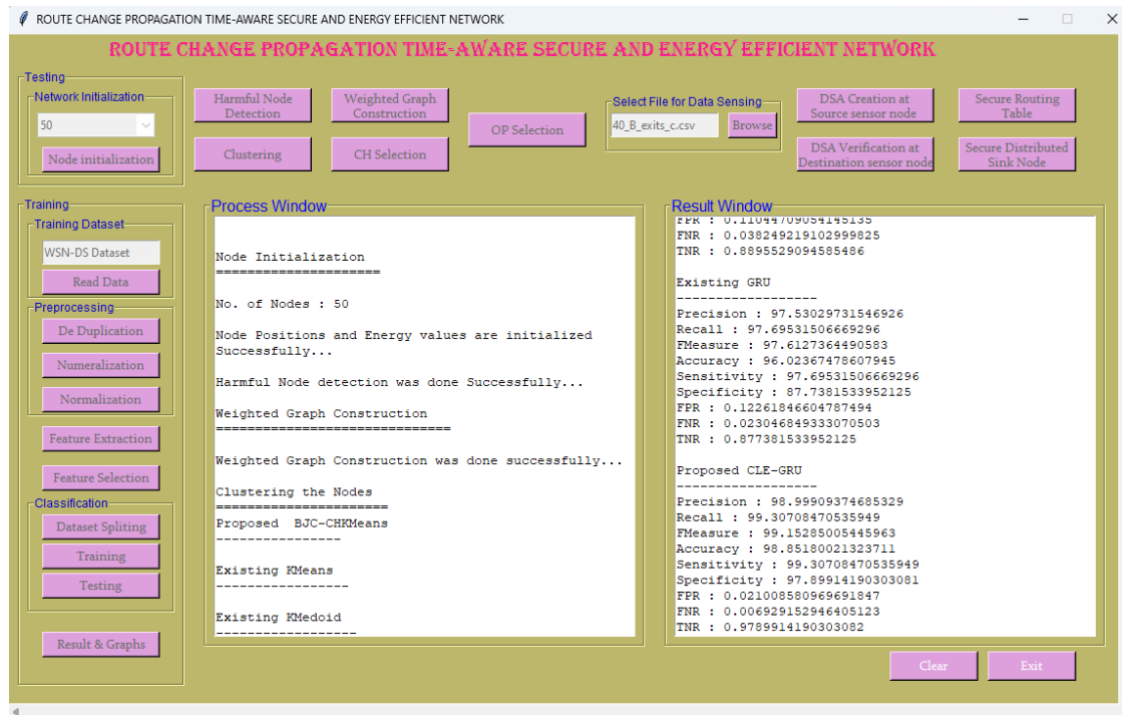 ROUTE CHANGE PROPAGATION TIME-AWARE SECURE AND ENERGY EFFICIENT NETWORK
ROUTE CHANGE PROPAGATION TIME-AWARE SECURE AND ENERGY EFFICIENT NETWORK
Testing
Network Initialization
50
Node initialization
Harmful Node
Detection
Weighted Graph
Construction
Clustering
CH Selection
OP Selection
Select File for Data Sensing
40_B_exits_c.csv
Browse
DSA Creation at
Source sensor node
Secure Routing
Table
DSA Verification at
Destination sensor node
Secure Distributed
Sink Node
Training
Training Dataset
WSN-DS Dataset
Read Data
Preprocessing
De Duplication
Numeralization
Normalization
Feature Extraction
Feature Selection
Classification
Dataset Spliting
Training
Testing
Result & Graphs
Process Window
Node Initialization
=====================
No. of Nodes : 50
Node Positions and Energy values are initialized
Successfully...
Harmful Node detection was done Successfully...
Weighted Graph Construction
==============================
Weighted Graph Construction was done successfully...
Clustering the Nodes
======================
Proposed  BJC-CHKMeans
----------------
Existing KMeans
-----------------
Existing KMedoid
------------------
Result Window
FPR : 0.11044709054145135
FNR : 0.038249219102999825
TNR : 0.8895529094585486
Existing GRU
------------------
Precision : 97.53029731546926
Recall : 97.69531506669296
FMeasure : 97.6127364490583
Accuracy : 96.02367478607945
Sensitivity : 97.69531506669296
Specificity : 87.7381533952125
FPR : 0.12261846604787494
FNR : 0.023046849333070503
TNR : 0.877381533952125
Proposed CLE-GRU
------------------
Precision : 98.99909374685329
Recall : 99.30708470535949
FMeasure : 99.15285005445963
Accuracy : 98.85180021323711
Sensitivity : 99.30708470535949
Specificity : 97.89914190303081
FPR : 0.021008580969691847
FNR : 0.006929152946405123
TNR : 0.9789914190303082
Clear
Exit